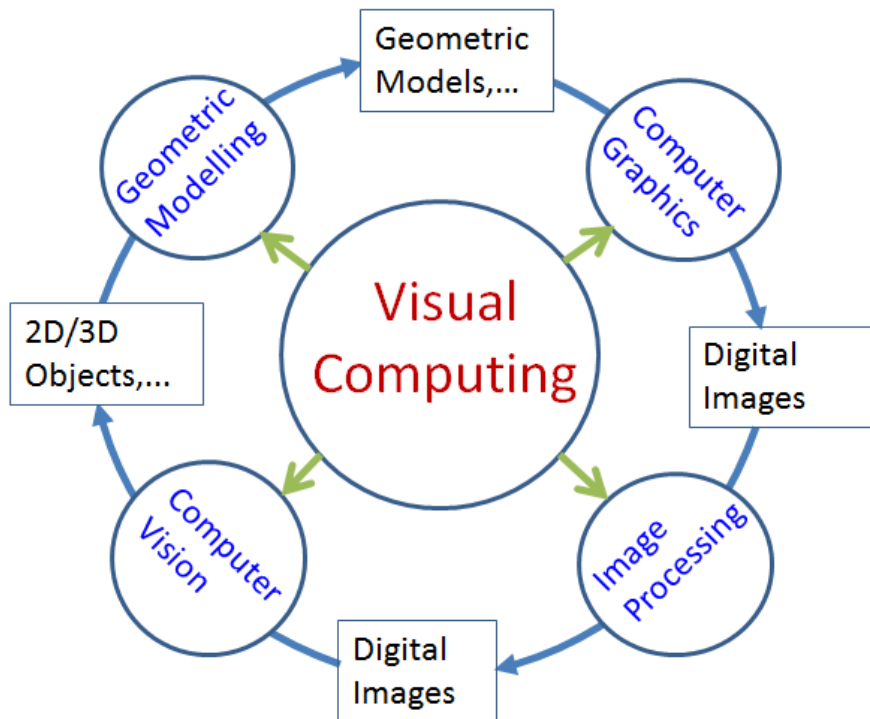 Geometric
Models,...
Geometric
Modelling
Computer
Graphics
Visual
Computing
2D/3D
Objects,...
Digital
Images
Computer
Vision
Image
Processing
Digital
Images